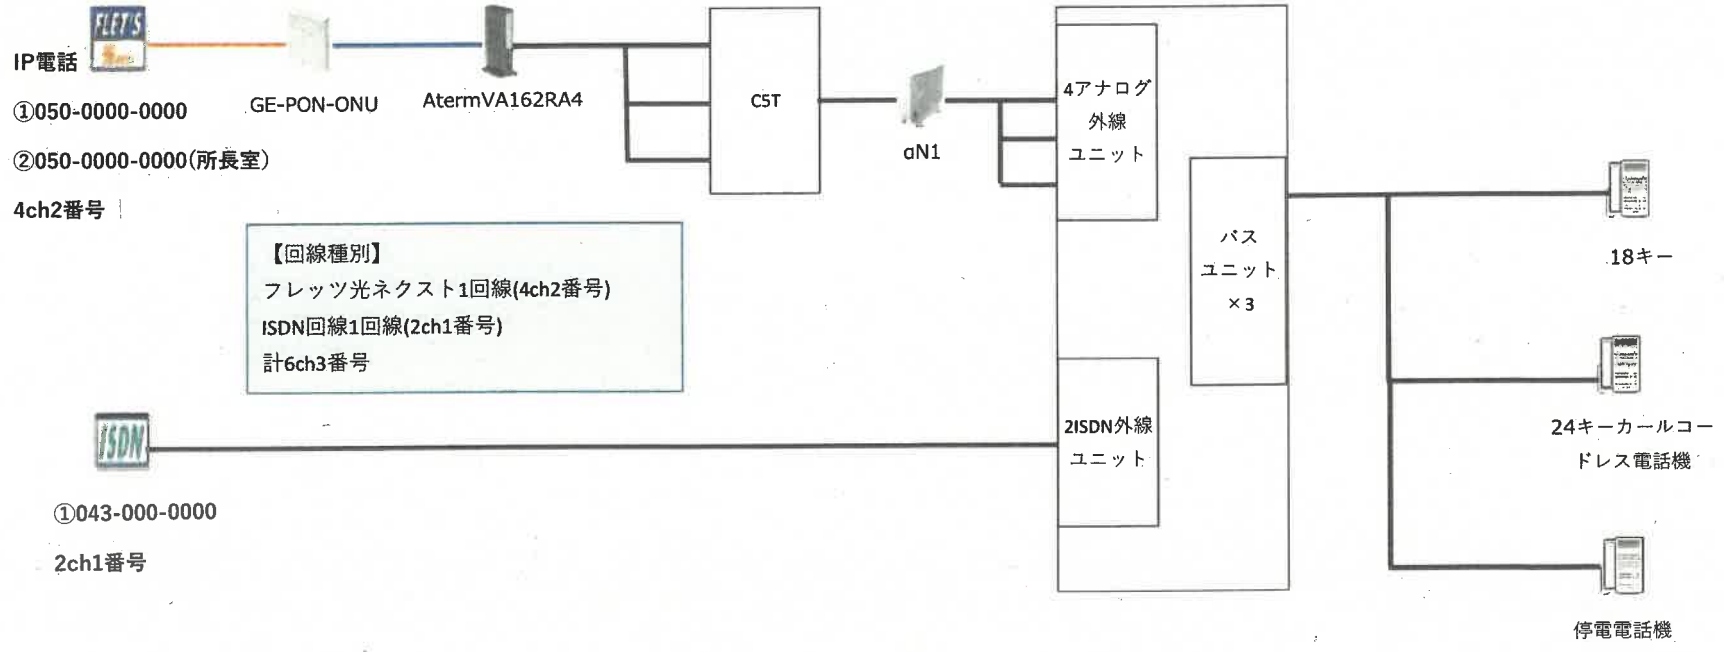 FLET'S
IP電話
①050-0000-0000
②050-0000-0000(所長室)
4ch2番号
GE-PON-ONU
AtermVA162RA4
CST
αN1
4アナログ
外線
ユニット
バス
ユニット
×3
2ISDN外線
ユニット
18キー
24キーカールコー
ドレス電話機
停電電話機
【回線種別】
フレッツ光ネクスト1回線(4ch2番号)
ISDN回線1回線(2ch1番号)
計6ch3番号
ISDN
①043-000-0000
2ch1番号